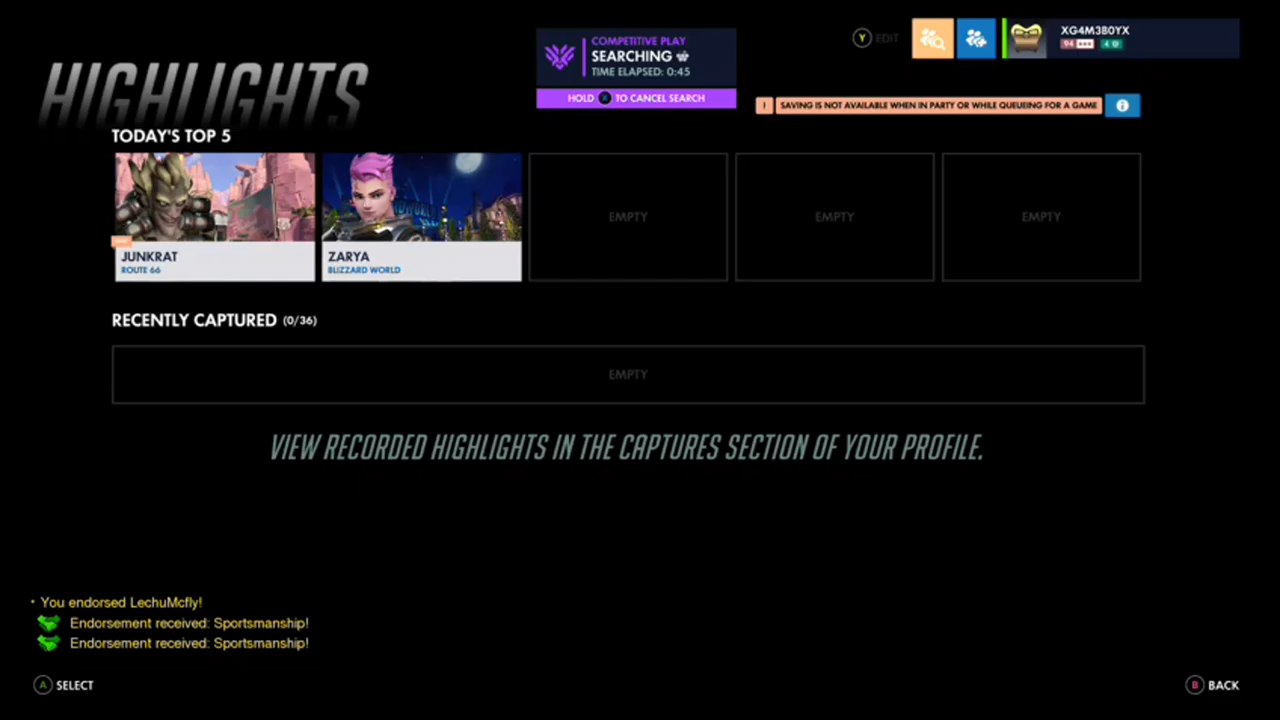 HIGHLIGHTS
COMPETITIVE PLAY
SEARCHING
TIME ELAPSED: 0:45
HOLD X TO CANCEL SEARCH
Y EDIT
XG4M3B0YX
94 4
! SAVING IS NOT AVAILABLE WHEN IN PARTY OR WHILE QUEUEING FOR A GAME
TODAY'S TOP 5
JUNKRAT
ROUTE 66
ZARYA
BLIZZARD WORLD
EMPTY
EMPTY
EMPTY
RECENTLY CAPTURED (0/36)
EMPTY
VIEW RECORDED HIGHLIGHTS IN THE CAPTURES SECTION OF YOUR PROFILE.
• You endorsed LechuMcfly!
Endorsement received: Sportsmanship!
Endorsement received: Sportsmanship!
A SELECT
B BACK